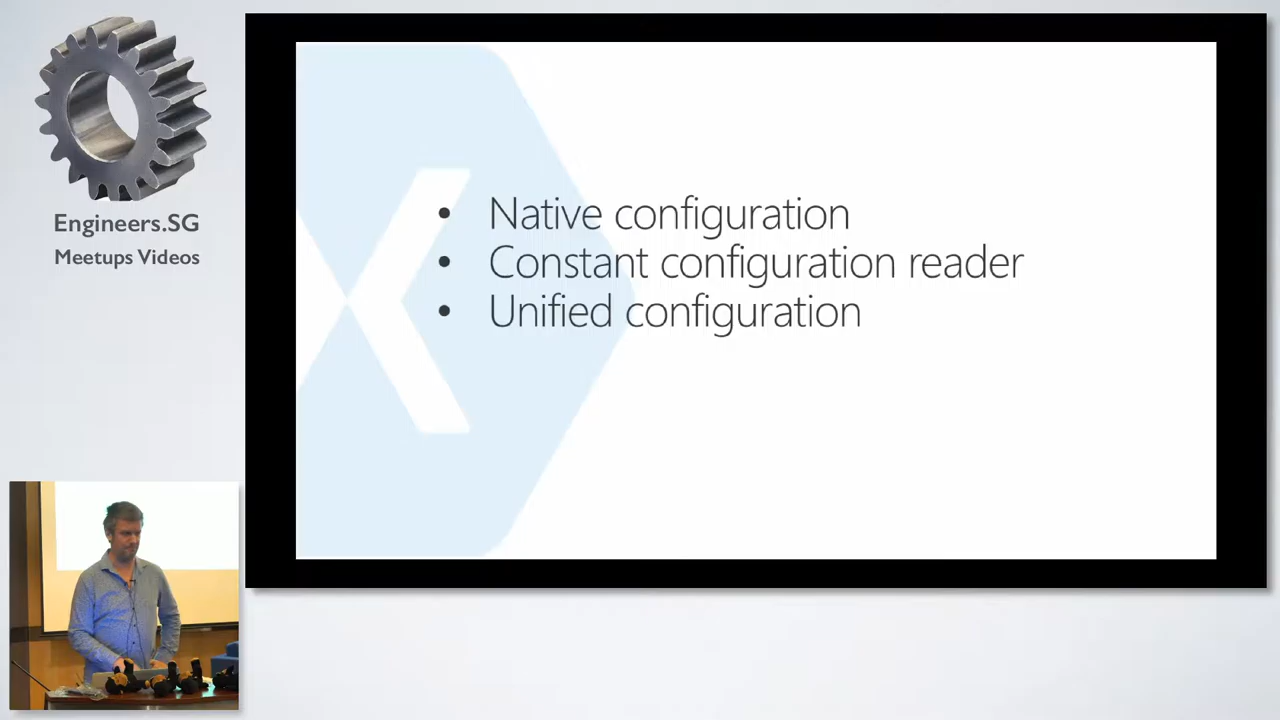 Engineers.SG
Meetups Videos
• Native configuration
• Constant configuration reader
• Unified configuration